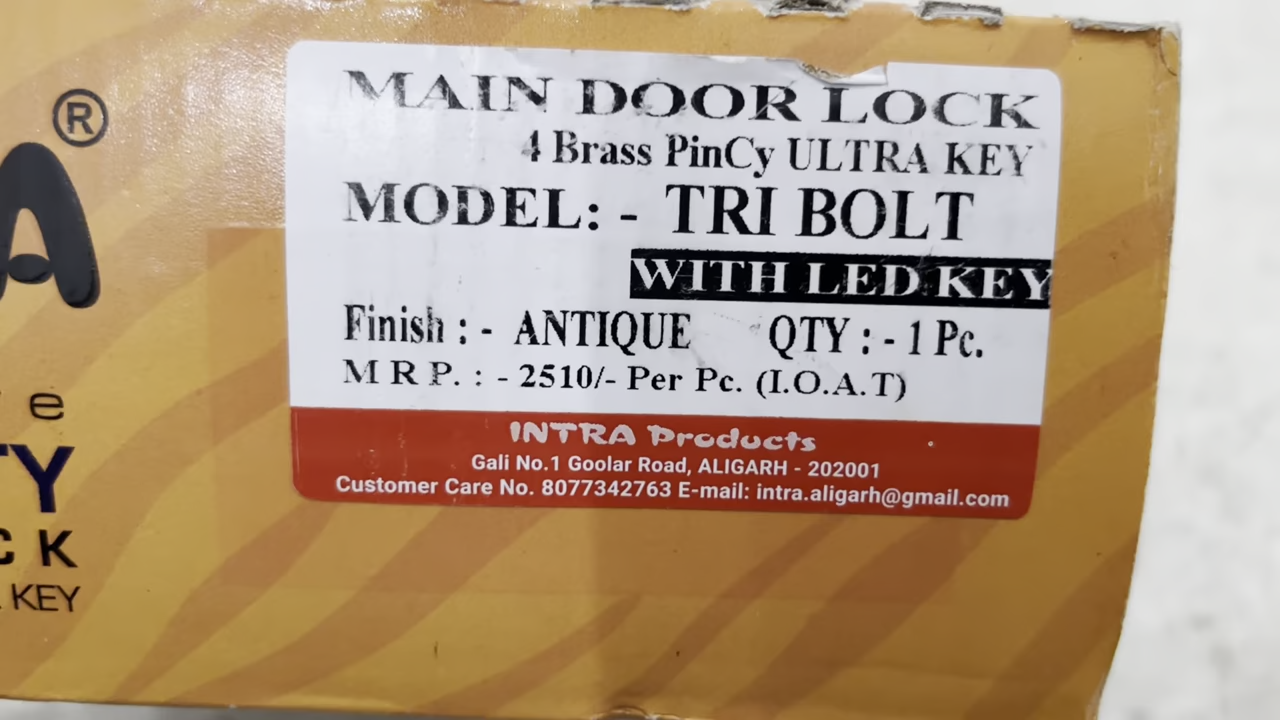 ®
A
e
TY
CK
KEY
MAIN DOOR LOCK
4 Brass PinCy ULTRA KEY
MODEL: - TRI BOLT
WITH LED KEY
Finish : - ANTIQUE QTY : - 1 Pc.
M R P. : - 2510/- Per Pc. (I.O.A.T)
INTRA Products
Gali No.1 Goolar Road, ALIGARH - 202001
Customer Care No. 8077342763 E-mail: intra.aligarh@gmail.com